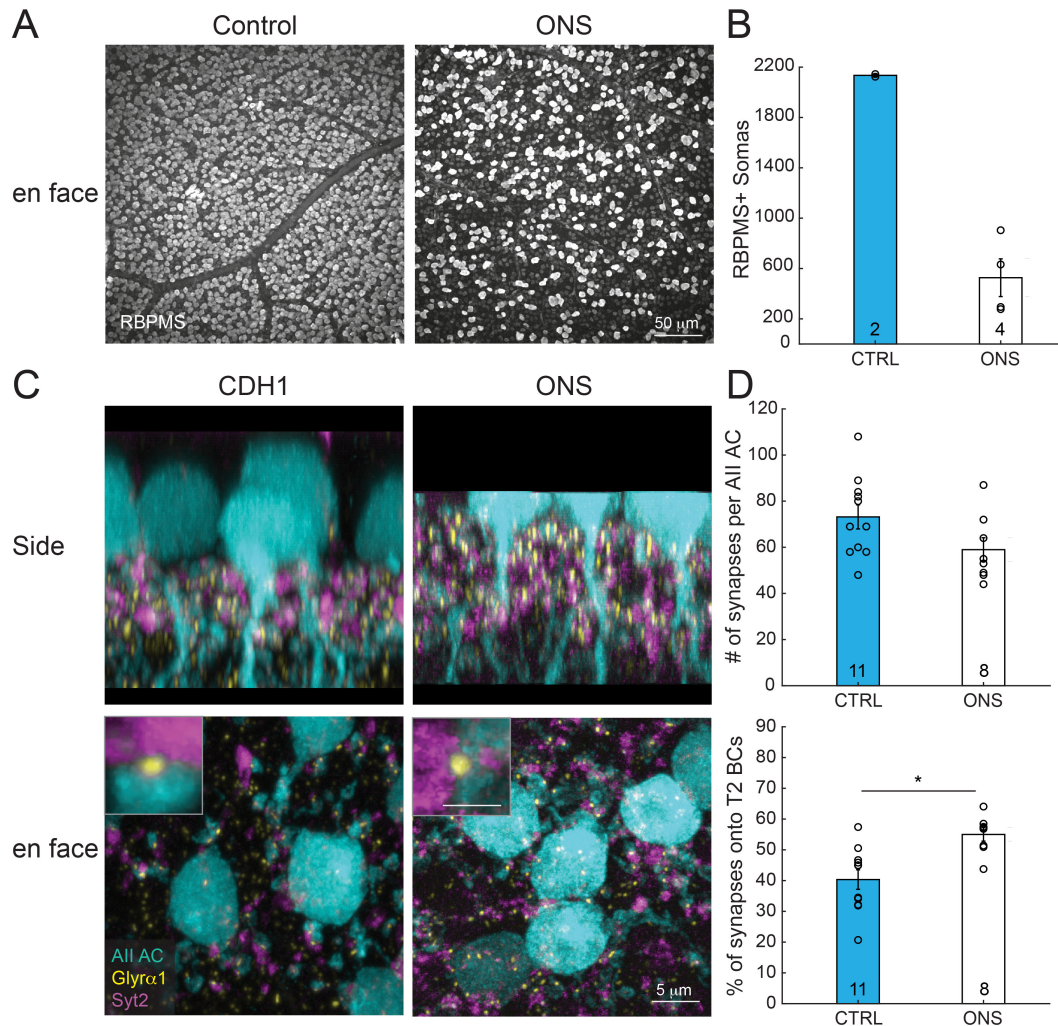 A
Control
ONS
en face
RBPMS
50 μm
B
2200
1800
1400
1000
600
200
RBPMS+ Somas
2
4
CTRL
ONS
C
CDH1
ONS
Side
en face
AII AC
Glyrα1
Syt2
5 μm
D
120
100
80
60
40
20
0
# of synapses per AII AC
11
8
CTRL
ONS
90
80
70
60
50
40
30
20
10
0
% of synapses onto T2 BCs
*
11
8
CTRL
ONS